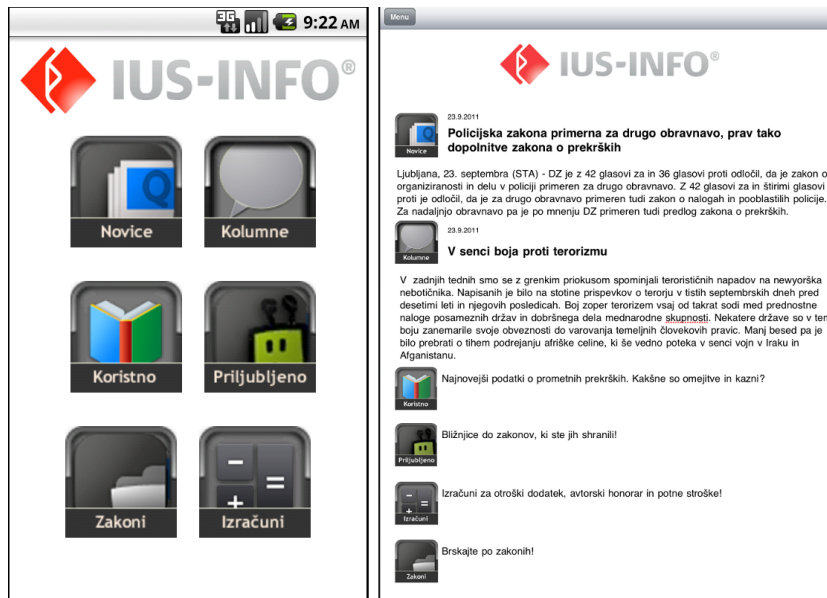 3G 9:22 AM
IUS-INFO®
Novice
Kolumne
Koristno
Priljubljeno
Zakoni
Izračuni
Menu
IUS-INFO®
23.9.2011
Novice
Policijska zakona primerna za drugo obravnavo, prav tako
dopolnitve zakona o prekrških
Ljubljana, 23. septembra (STA) - DZ je z 42 glasovi za in 36 glasovi proti odločil, da je zakon o
organiziranosti in delu v policiji primeren za drugo obravnavo. Z 42 glasovi za in štirimi glasovi
proti je odločil, da je za drugo obravnavo primeren tudi zakon o nalogah in pooblastilih policije.
Za nadaljnjo obravnavo pa je po mnenju DZ primeren tudi predlog zakona o prekrških.
23.9.2011
Kolumne
V senci boja proti terorizmu
V zadnjih tednih smo se z grenkim priokusom spominjali terorističnih napadov na newyorška
nebotičnika. Napisanih je bilo na stotine prispevkov o terorju v tistih septembrskih dneh pred
desetimi leti in njegovih posledicah. Boj zoper terorizem vsaj od takrat sodi med prednostne
naloge posameznih držav in dobršnega dela mednarodne skupnosti. Nekatere države so v tem
boju zanemarile svoje obveznosti do varovanja temeljnih človekovih pravic. Manj besed pa je
bilo prebrati o tihem podrejanju afriške celine, ki še vedno poteka v senci vojn v Iraku in
Afganistanu.
Koristno
Najnovejši podatki o prometnih prekrških. Kakšne so omejitve in kazni?
Priljubljeno
Bližnjice do zakonov, ki ste jih shranili!
Izračuni
Izračuni za otroški dodatek, avtorski honorar in potne stroške!
Zakoni
Brskajte po zakonih!